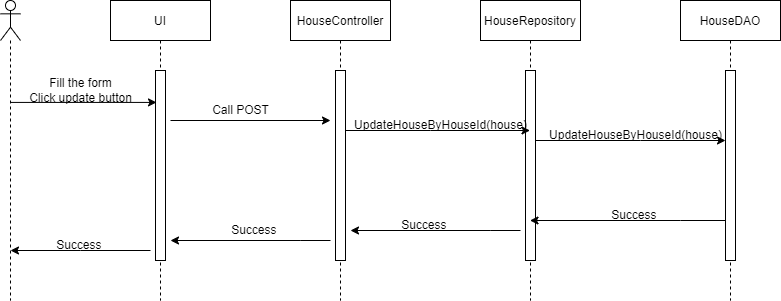 UI
HouseController
HouseRepository
HouseDAO
Fill the form
Click update button
Call POST
UpdateHouseByHouseId(house)
UpdateHouseByHouseId(house)
Success
Success
Success
Success